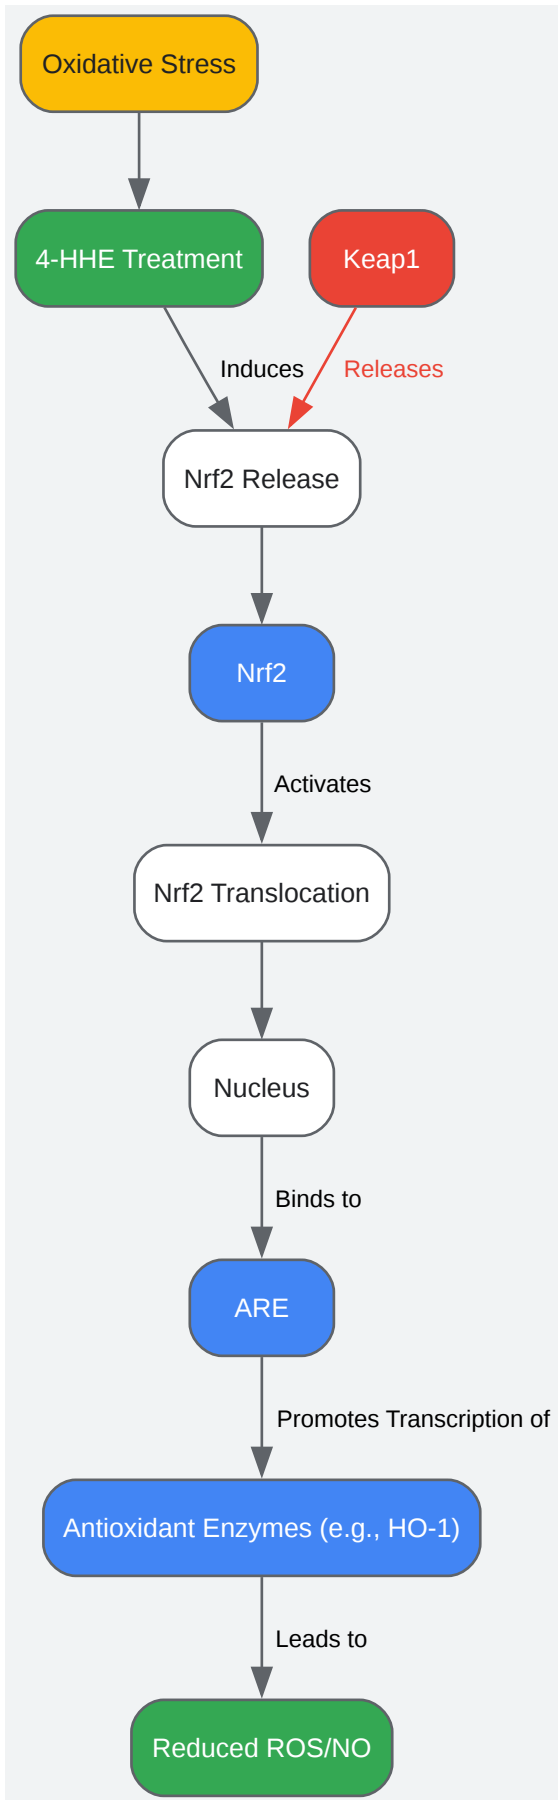 Oxidative Stress
4-HHE Treatment
Keap1
Induces
Releases
Nrf2 Release
Nrf2
Activates
Nrf2 Translocation
Nucleus
Binds to
ARE
Promotes Transcription of
Antioxidant Enzymes (e.g., HO-1)
Leads to
Reduced ROS/NO